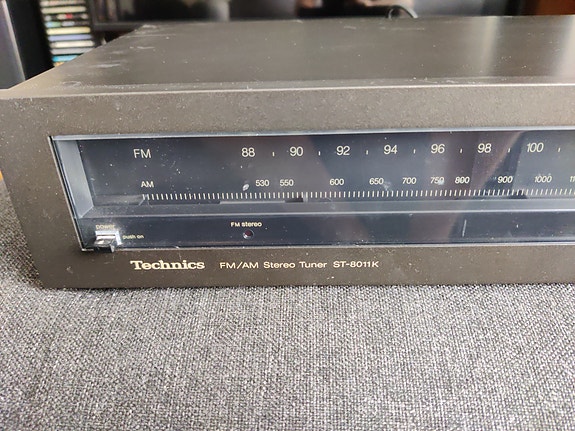 FM 88 90 92 94 96 98 100
AM 530 550 600 650 700 750 800 900 1000 11
power
push on
FM stereo
Technics FM/AM Stereo Tuner ST-8011K